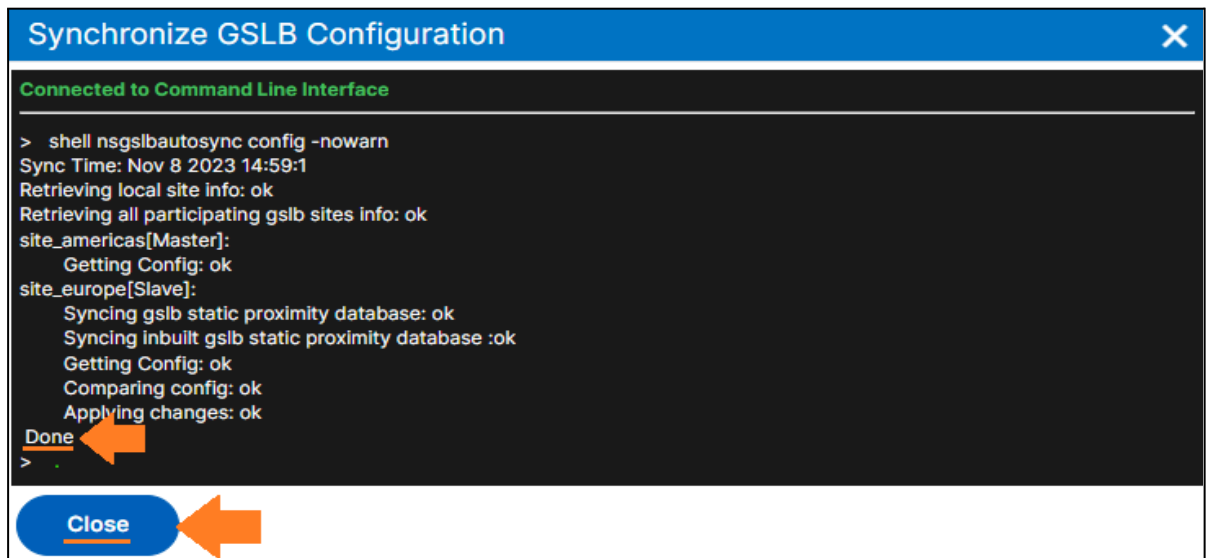 Synchronize GSLB Configuration
Connected to Command Line Interface
> shell nsgslbautosync config -nowarn
Sync Time: Nov 8 2023 14:59:1
Retrieving local site info: ok
Retrieving all participating gslb sites info: ok
site_americas[Master]:
Getting Config: ok
site_europe[Slave]:
Syncing gslb static proximity database: ok
Syncing inbuilt gslb static proximity database :ok
Getting Config: ok
Comparing config: ok
Applying changes: ok
Done
> .
Close